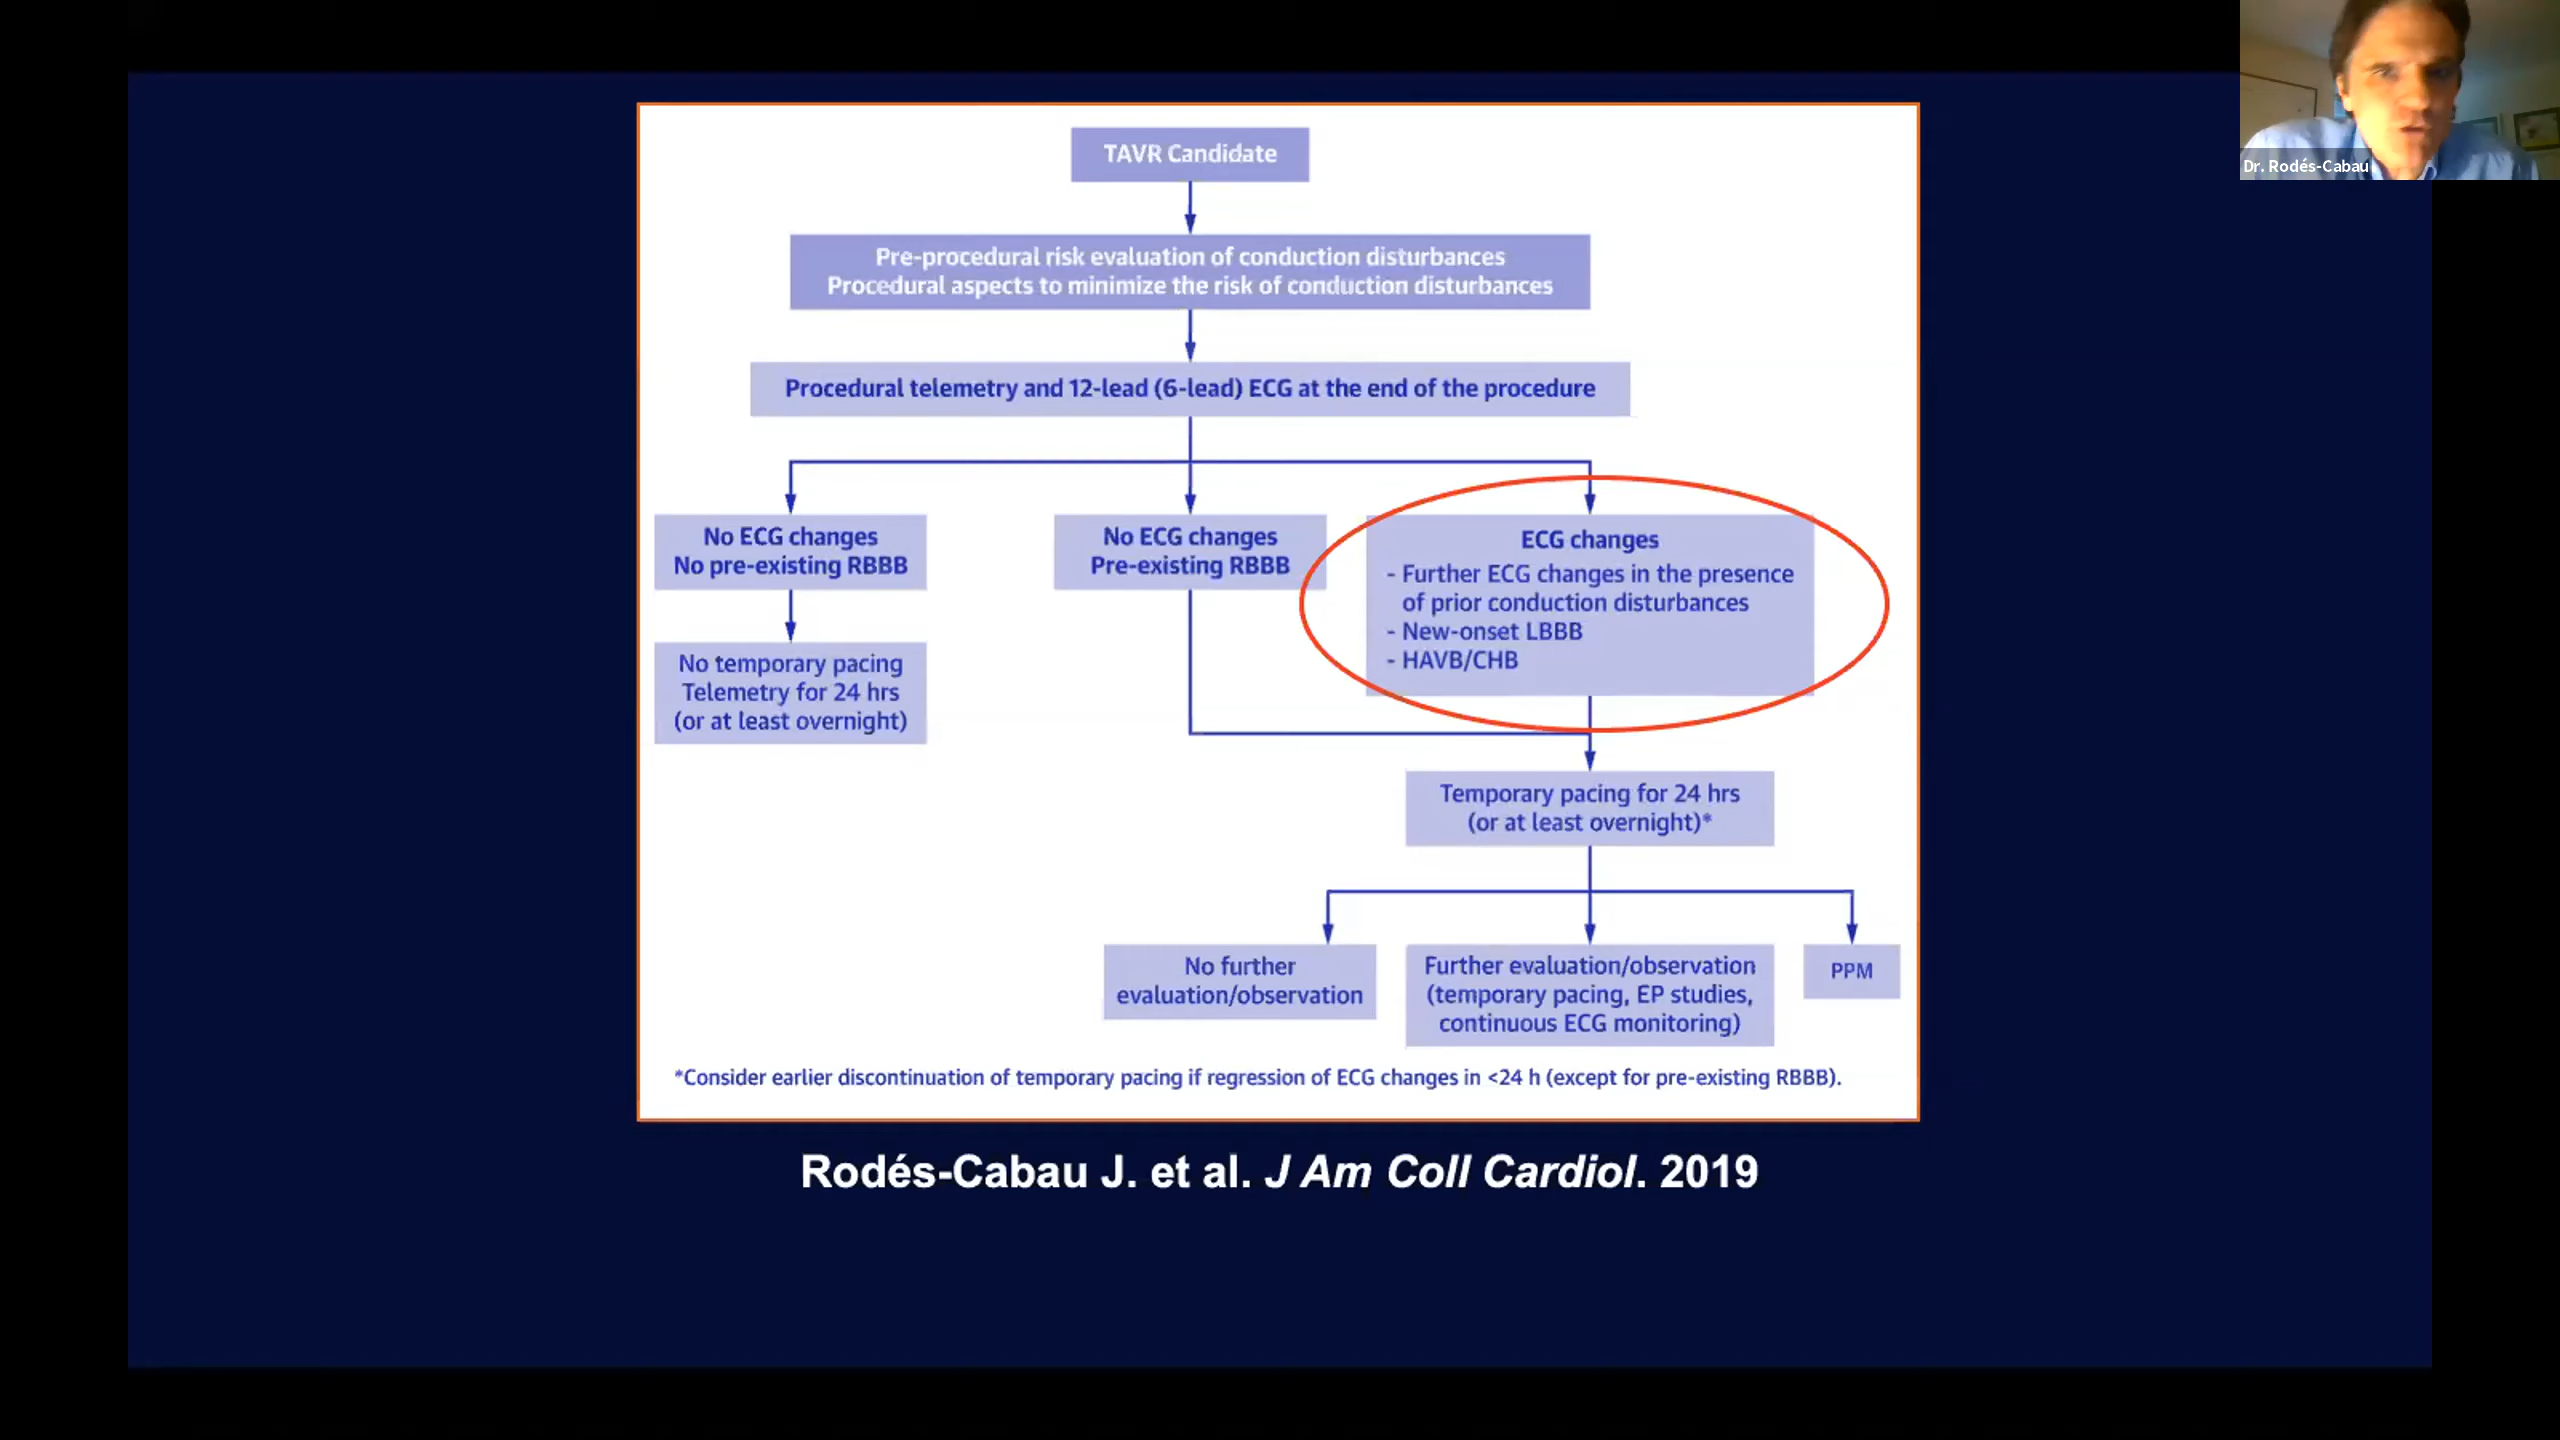 Dr. Rodés-Cabau
TAVR Candidate
Pre-procedural risk evaluation of conduction disturbances
Procedural aspects to minimize the risk of conduction disturbances
Procedural telemetry and 12-lead (6-lead) ECG at the end of the procedure
No ECG changes
No pre-existing RBBB
No ECG changes
Pre-existing RBBB
ECG changes
- Further ECG changes in the presence
of prior conduction disturbances
- New-onset LBBB
- HAVB/CHB
No temporary pacing
Telemetry for 24 hrs
(or at least overnight)
Temporary pacing for 24 hrs
(or at least overnight)*
No further
evaluation/observation
Further evaluation/observation
(temporary pacing, EP studies,
continuous ECG monitoring)
PPM
*Consider earlier discontinuation of temporary pacing if regression of ECG changes in <24 h (except for pre-existing RBBB).
Rodés-Cabau J. et al. J Am Coll Cardiol. 2019